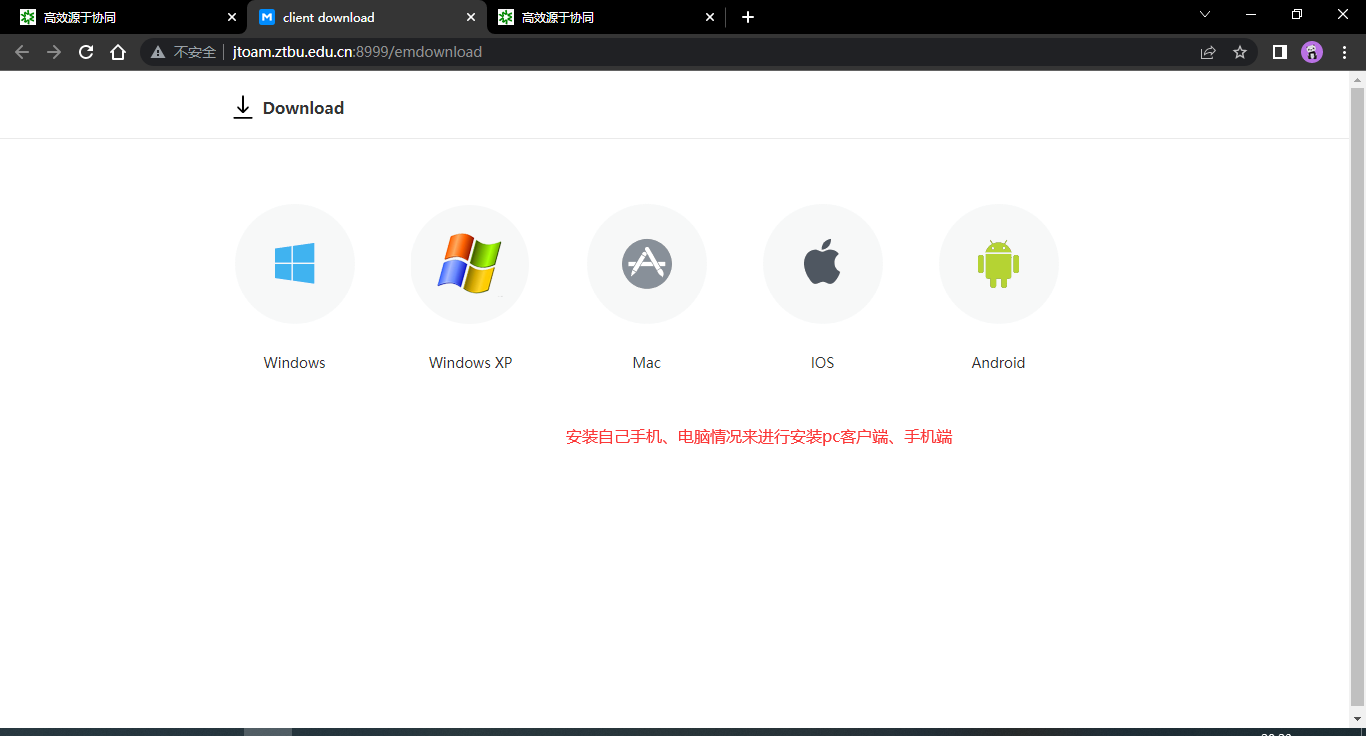 高效源于协同
client download
高效源于协同
不安全
jtoam.ztbu.edu.cn:8999/emdownload
Download
Windows
Windows XP
Mac
IOS
Android
安装自己手机、电脑情况来进行安装pc客户端、手机端